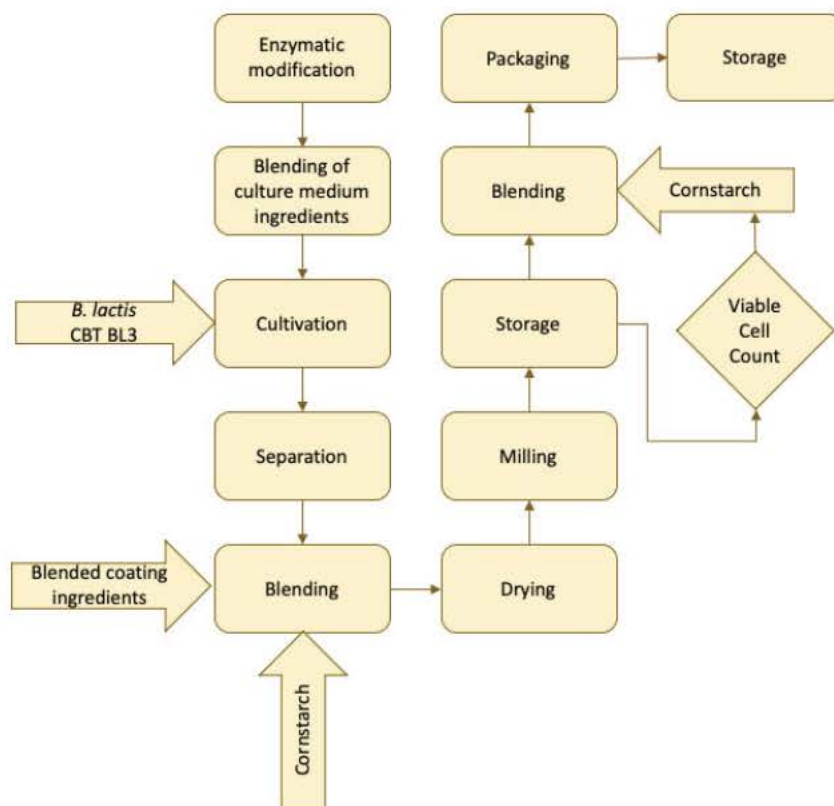 Enzymatic
modification
Blending of
culture medium
ingredients
B. lactis
CBT BL3
Cultivation
Separation
Blended coating
ingredients
Blending
Cornstarch
Drying
Milling
Storage
Viable
Cell
Count
Cornstarch
Blending
Packaging
Storage